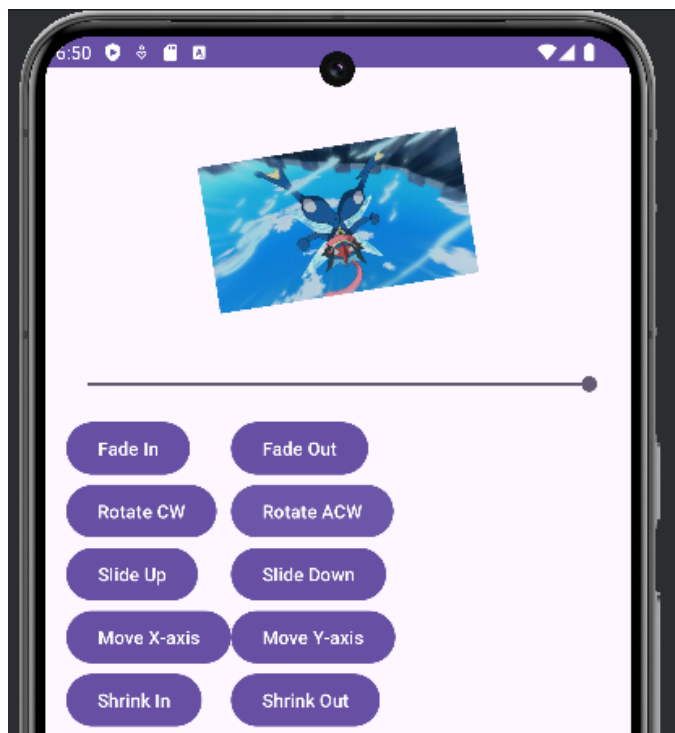 6:50 A
Fade In Fade Out
Rotate CW Rotate ACW
Slide Up Slide Down
Move X-axis Move Y-axis
Shrink In Shrink Out